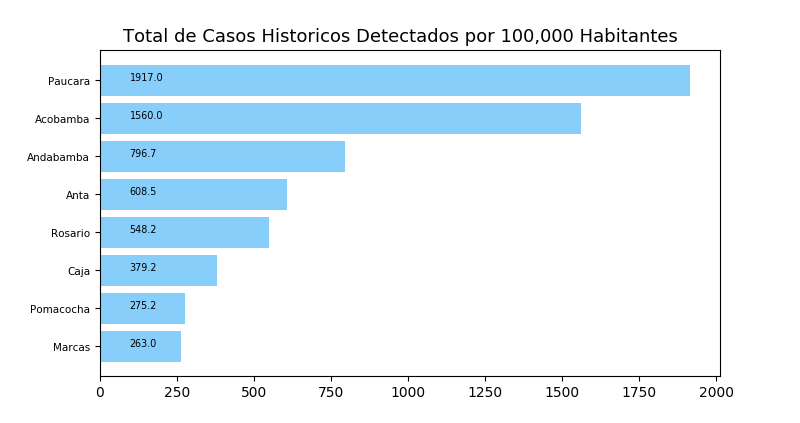 Total de Casos Historicos Detectados por 100,000 Habitantes
Paucara 1917.0
Acobamba 1560.0
Andabamba 796.7
Anta 608.5
Rosario 548.2
Caja 379.2
Pomacocha 275.2
Marcas 263.0
0 250 500 750 1000 1250 1500 1750 2000